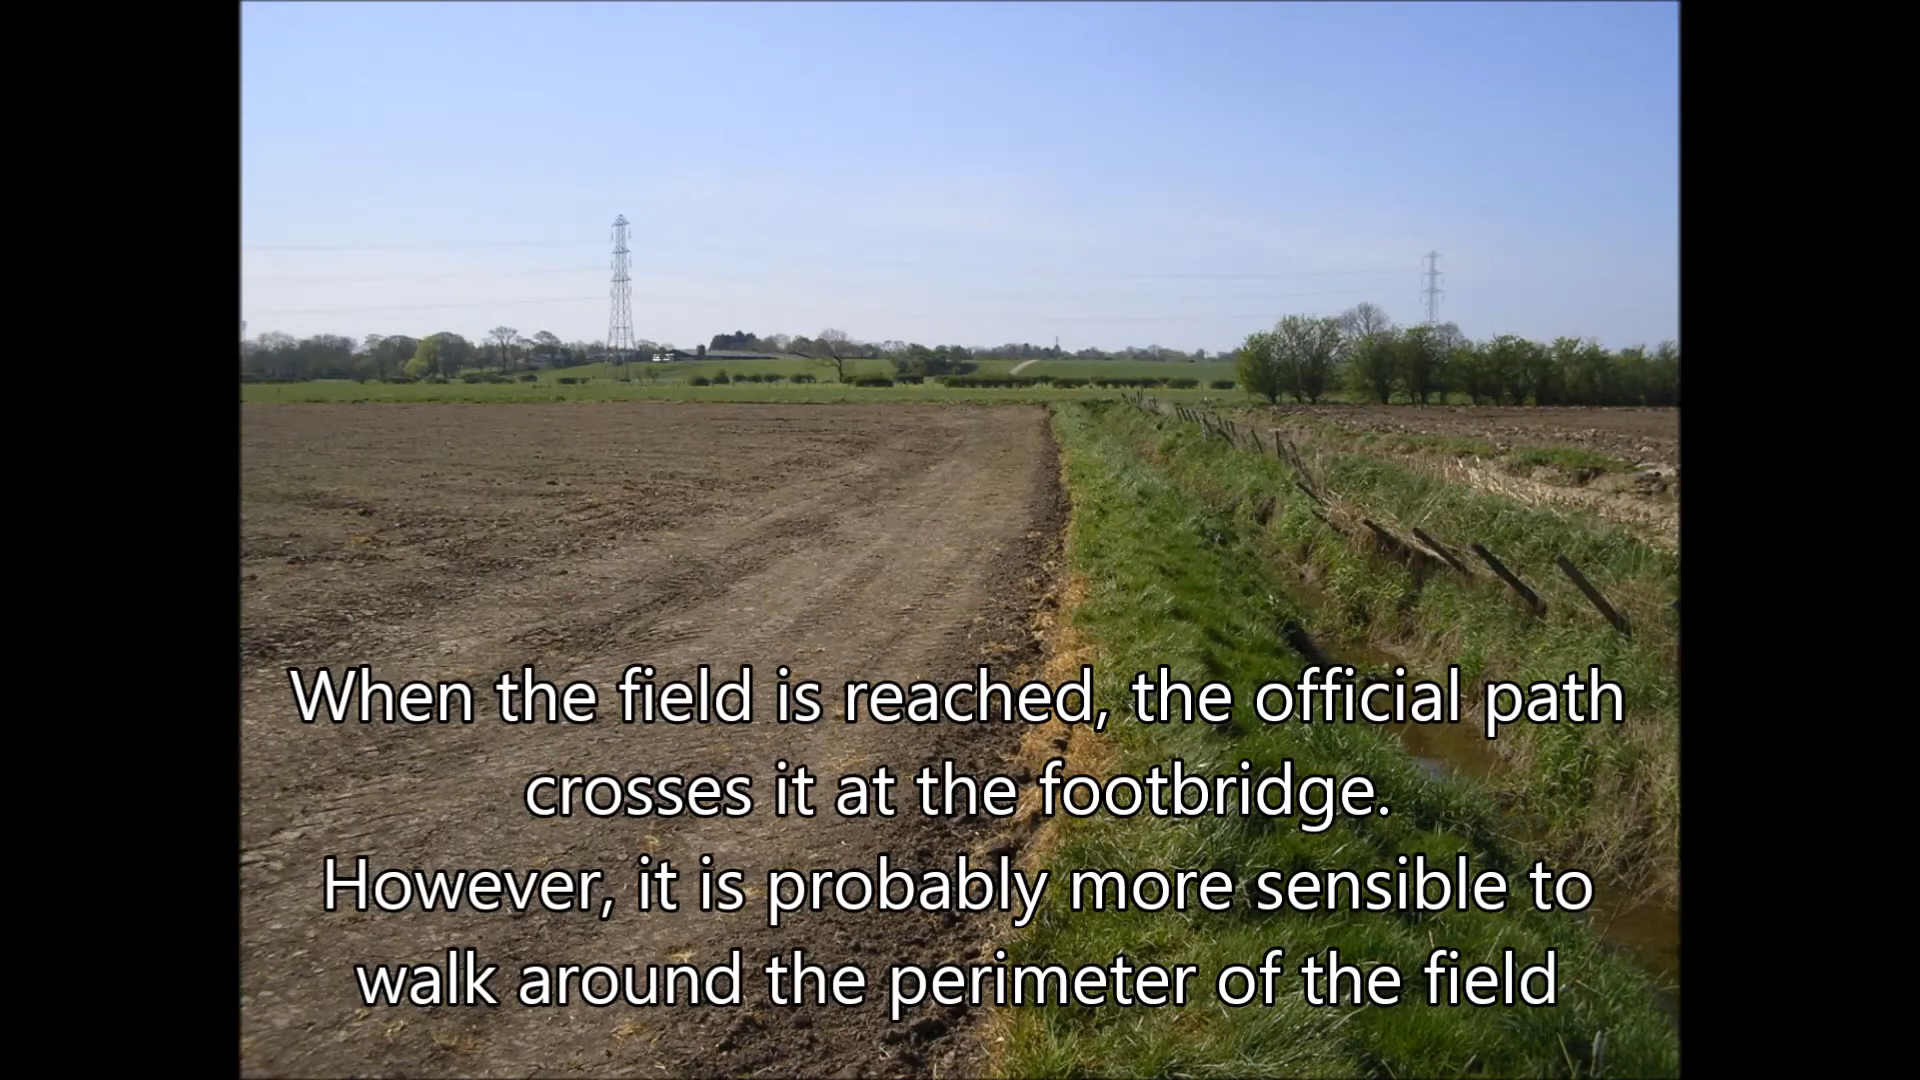 When the field is reached, the official path
crosses it at the footbridge.
However, it is probably more sensible to
walk around the perimeter of the field